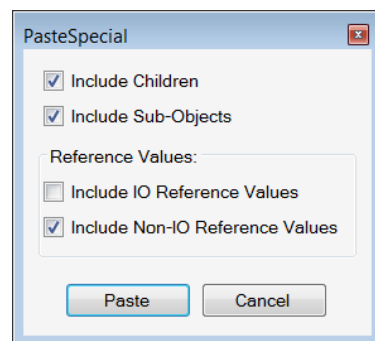 PasteSpecial
Include Children
Include Sub-Objects
Reference Values:
Include IO Reference Values
Include Non-IO Reference Values
Paste Cancel